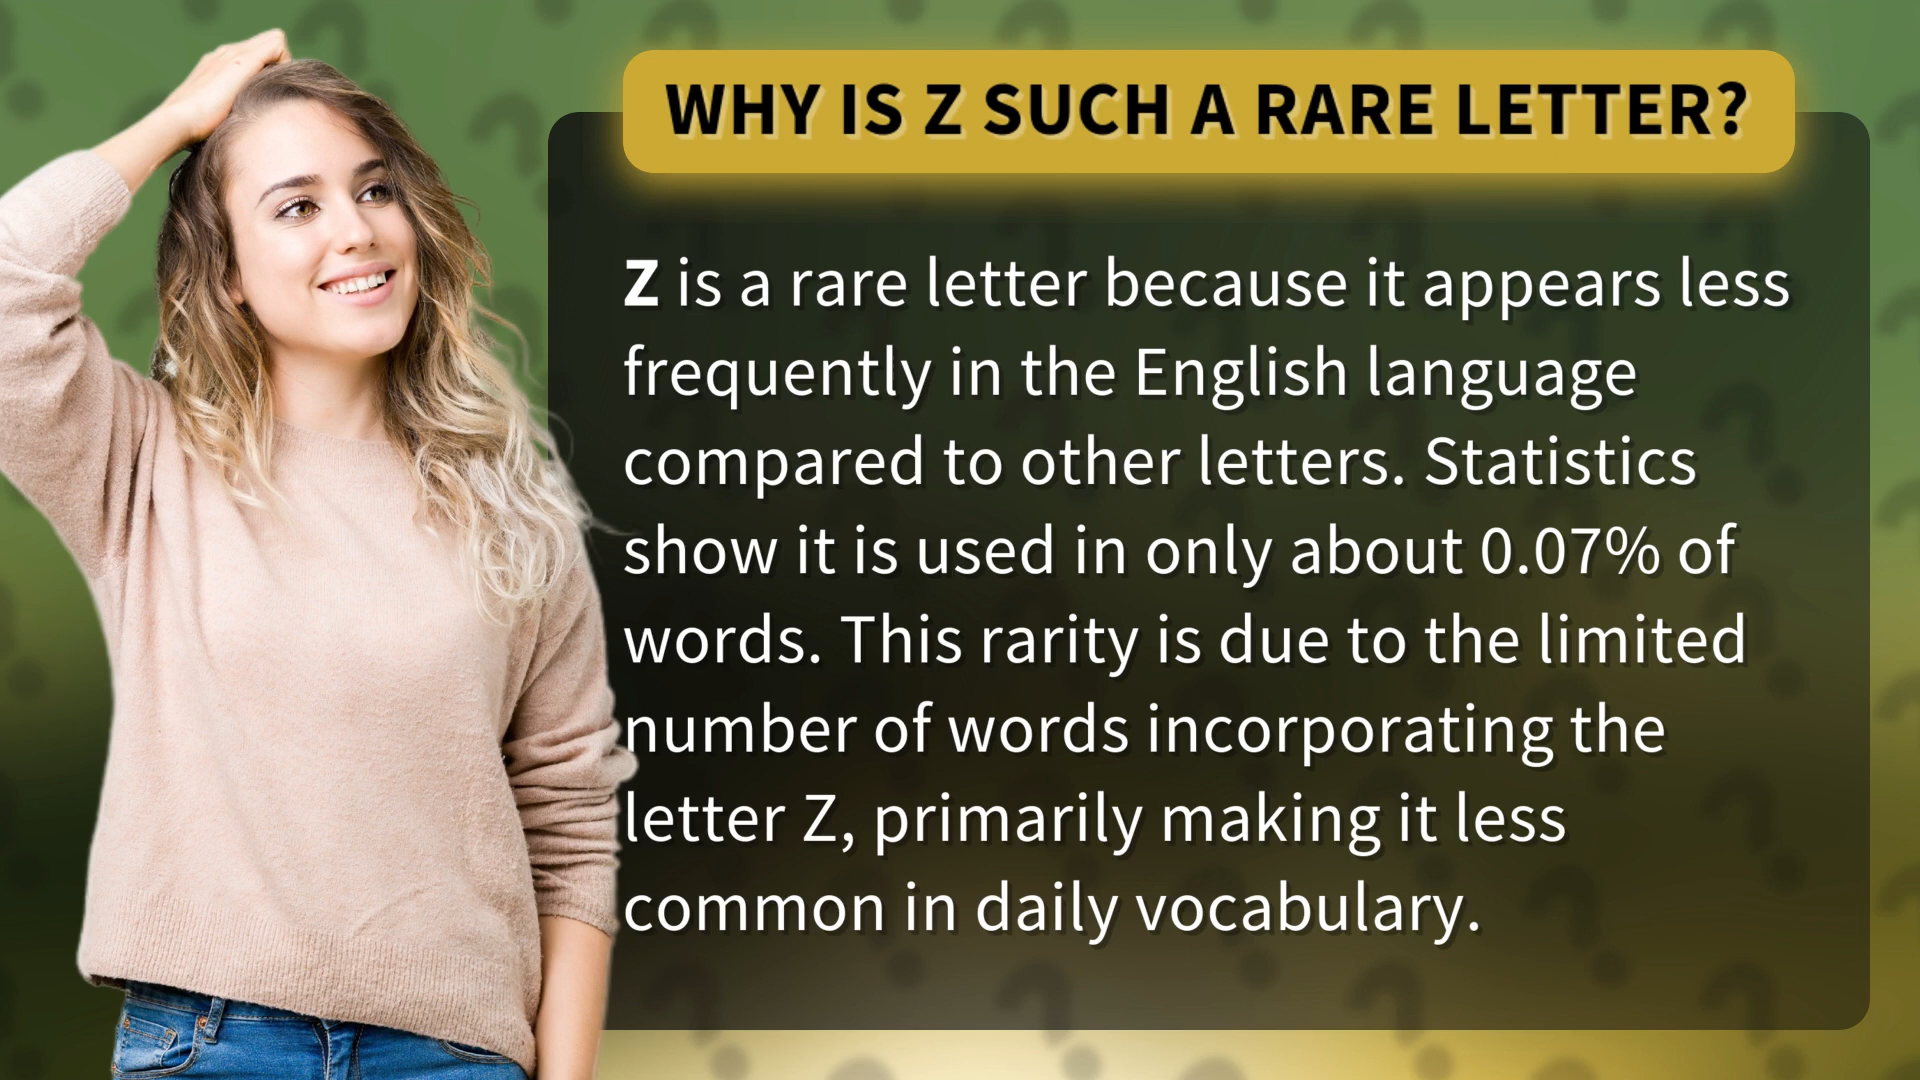 WHY IS Z SUCH A RARE LETTER?
Z is a rare letter because it appears less
frequently in the English language
compared to other letters. Statistics
show it is used in only about 0.07% of
words. This rarity is due to the limited
number of words incorporating the
letter Z, primarily making it less
common in daily vocabulary.